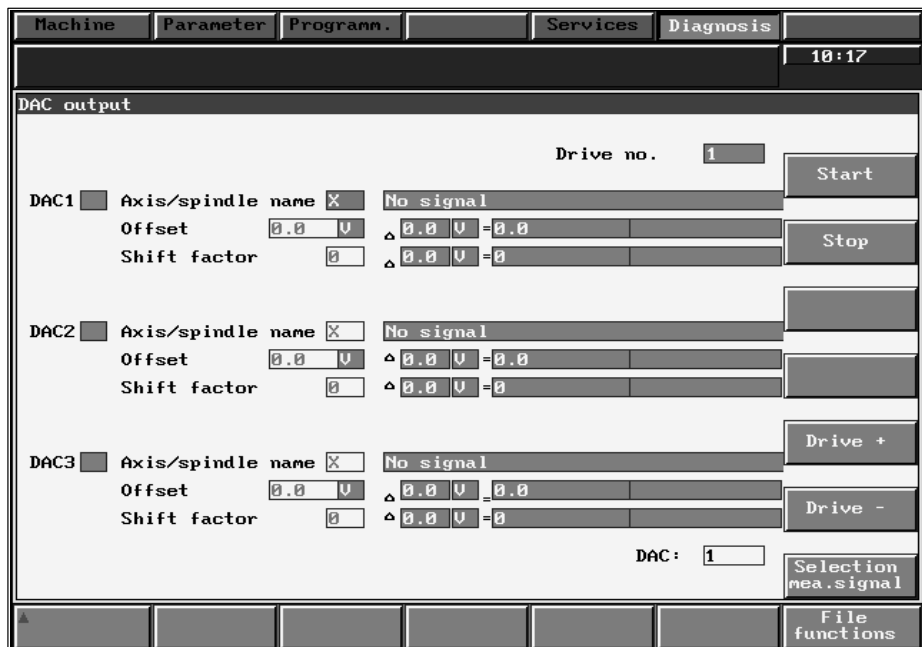 Machine Parameter Programm. Services Diagnosis
10:17
DAC output
Drive no. 1
Start
DAC1 Axis/spindle name X No signal
Offset 0.0 V 0.0 V =0.0
Stop
Shift factor 0 0.0 V =0
DAC2 Axis/spindle name X No signal
Offset 0.0 V 0.0 V =0.0
Shift factor 0 0.0 V =0
Drive +
DAC3 Axis/spindle name X No signal
Offset 0.0 V 0.0 V =0.0
Drive -
Shift factor 0 0.0 V =0
DAC: 1
Selection
mea.signal
File
functions